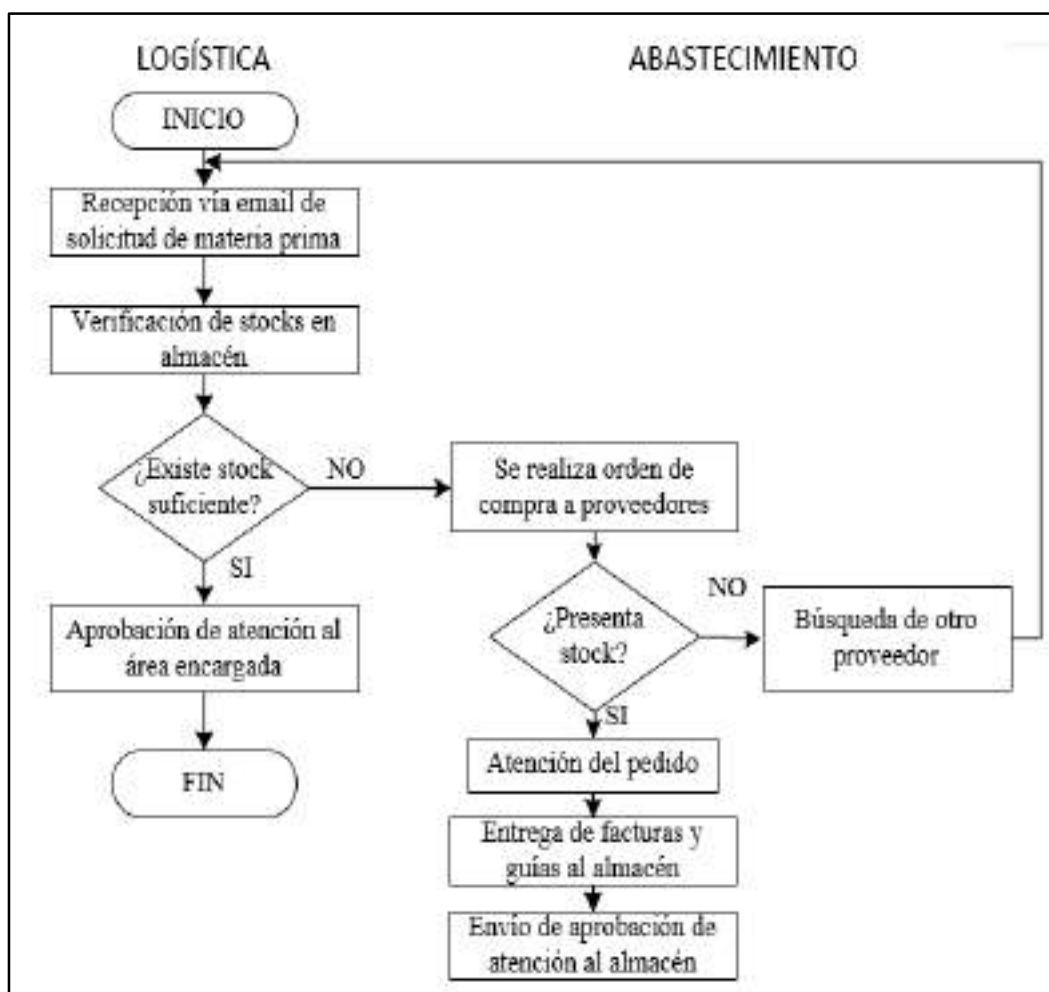 LOGÍSTICA
ABASTECIMIENTO
INICIO
Recepción vía email de
solicitud de materia prima
Verificación de stocks en
almacén
¿Existe stock
suficiente?
NO
Se realiza orden de
compra a proveedores
SI
Aprobación de atención al
área encargada
FIN
¿Presenta
stock?
NO
Búsqueda de otro
proveedor
SI
Atención del pedido
Entrega de facturas y
guías al almacén
Envío de aprobación de
atención al almacén